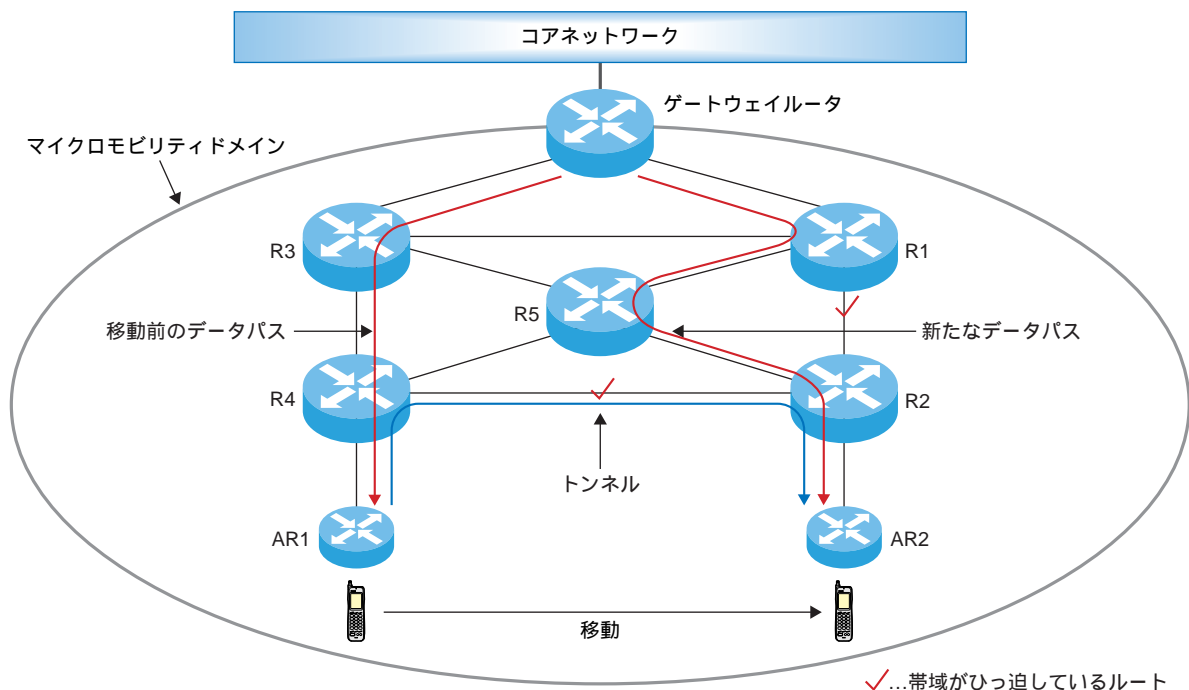 コアネットワーク
ゲートウェイルータ
マイクロモビリティドメイン
R3
R1
R5
移動前のデータパス
新たなデータパス
R4
R2
トンネル
AR1
AR2
移動
…帯域がひっ迫しているルート